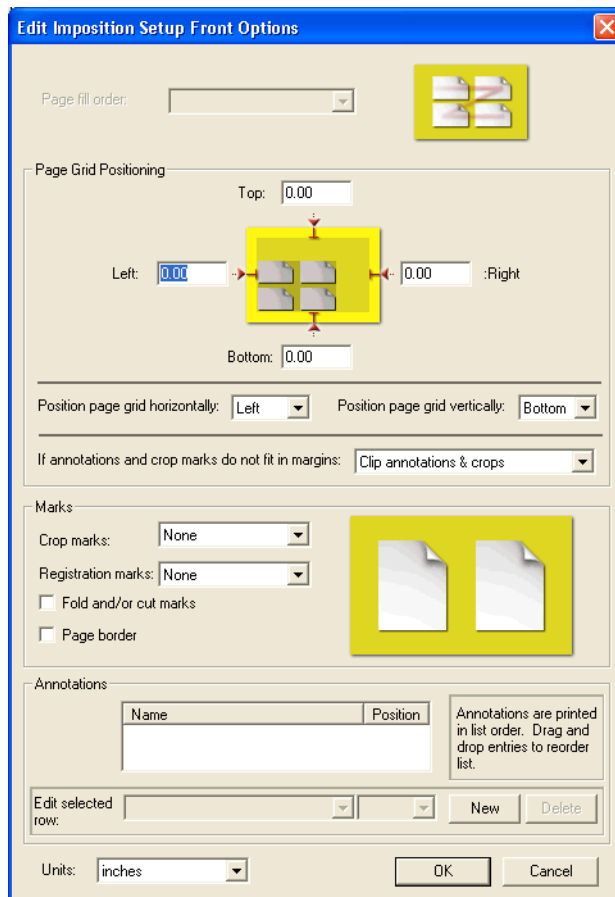 Edit Imposition Setup Front Options
Page fill order:
Page Grid Positioning
Top: 0.00
Left: 0.00 0.00 :Right
Bottom: 0.00
Position page grid horizontally: Left Position page grid vertically: Bottom
If annotations and crop marks do not fit in margins: Clip annotations & crops
Marks
Crop marks: None
Registration marks: None
Fold and/or cut marks
Page border
Annotations
Name Position
Annotations are printed
in list order. Drag and
drop entries to reorder
list.
Edit selected
row:
New Delete
Units: inches OK Cancel